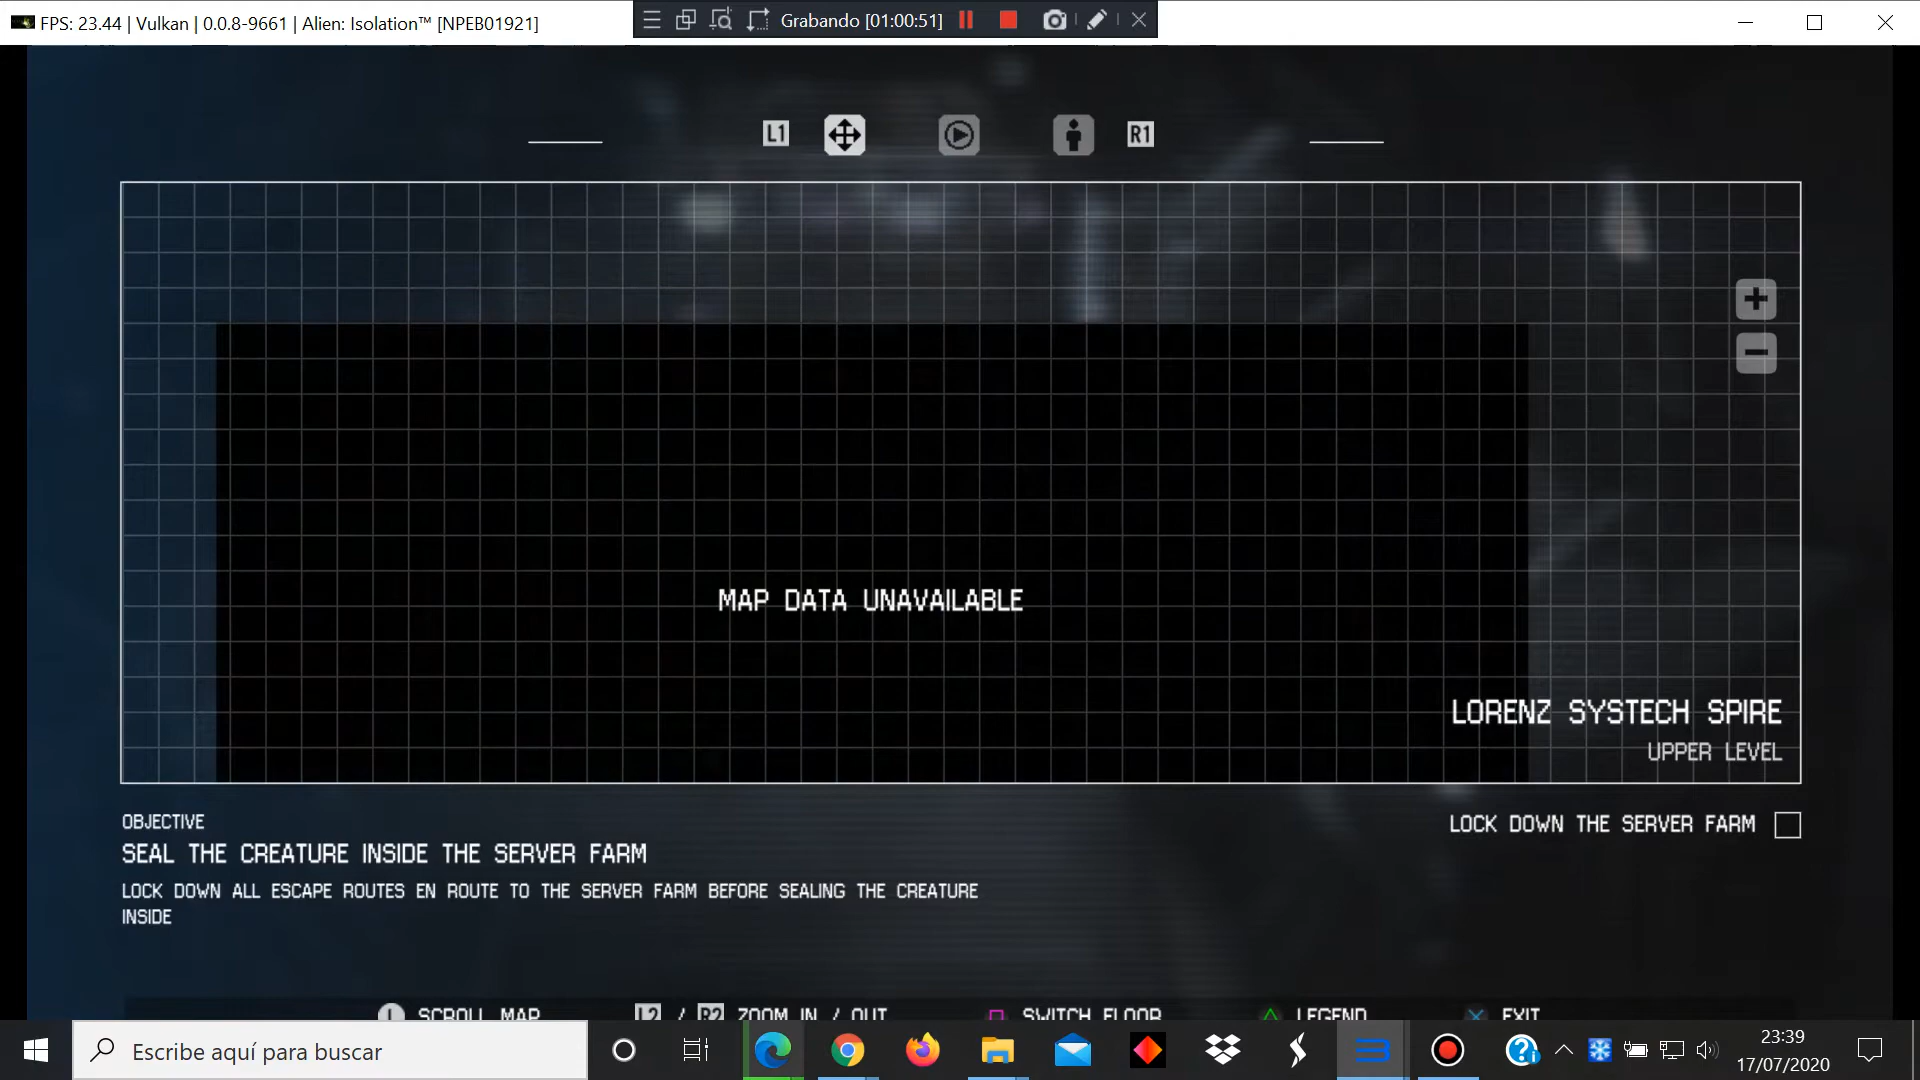 FPS: 23.44 | Vulkan | 0.0.8-9661 | Alien: Isolation™ [NPEB01921]
Grabando [01:00:51]
L1
R1
MAP DATA UNAVAILABLE
LORENZ SYSTECH SPIRE
UPPER LEVEL
OBJECTIVE
LOCK DOWN THE SERVER FARM
SEAL THE CREATURE INSIDE THE SERVER FARM
LOCK DOWN ALL ESCAPE ROUTES EN ROUTE TO THE SERVER FARM BEFORE SEALING THE CREATURE
INSIDE
L SCROLL MAP L2 / R2 ZOOM IN / OUT SWITCH FLOOR LEGEND EXIT
Escribe aquí para buscar
23:39
17/07/2020